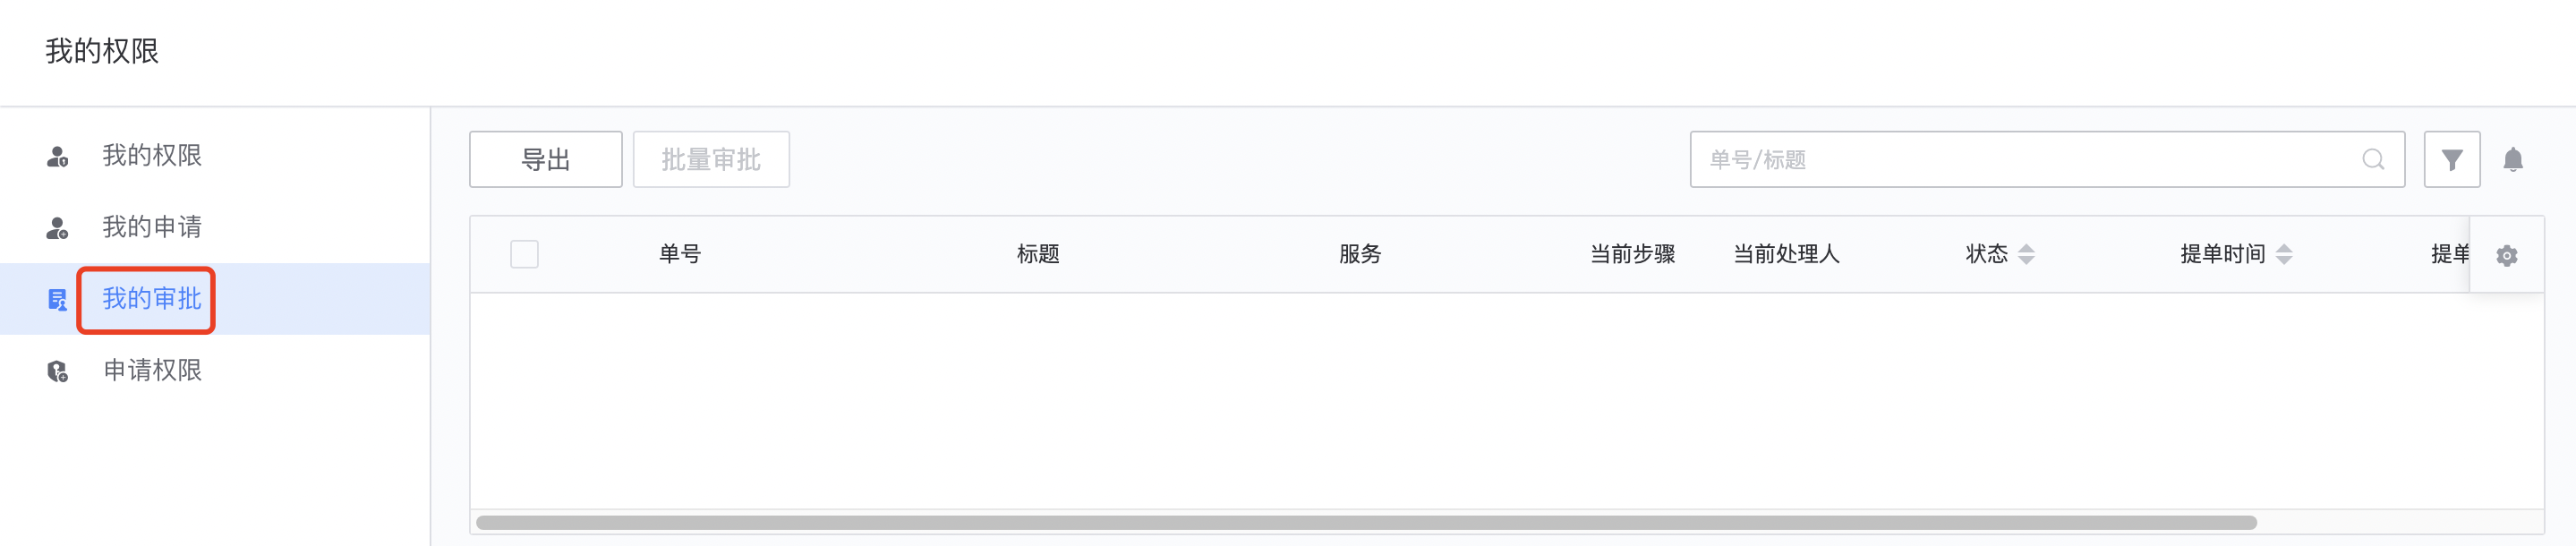 我的权限
我的权限
我的申请
我的审批
申请权限
导出 批量审批 单号/标题
单号 标题 服务 当前步骤 当前处理人 状态 提单时间 提单